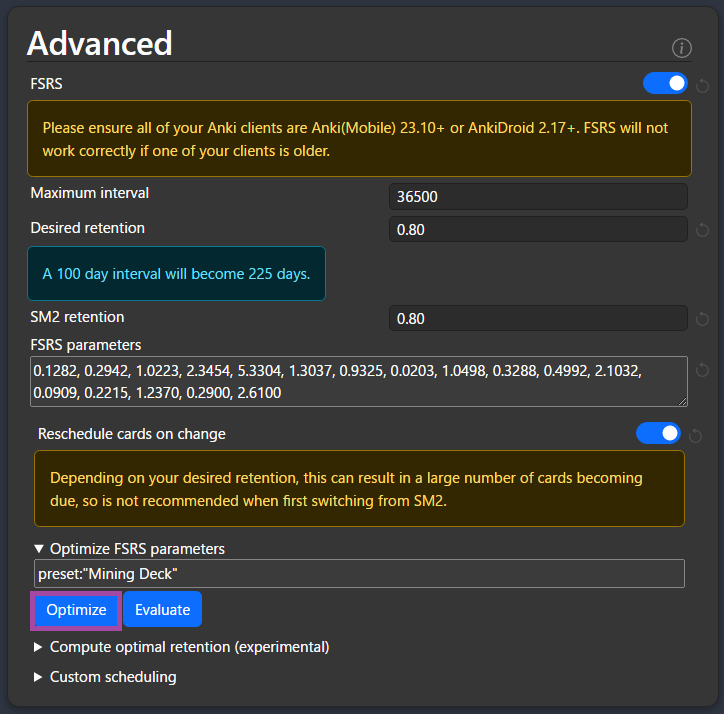 Advanced
FSRS
Please ensure all of your Anki clients are Anki(Mobile) 23.10+ or AnkiDroid 2.17+. FSRS will not
work correctly if one of your clients is older.
Maximum interval
36500
Desired retention
0.80
A 100 day interval will become 225 days.
SM2 retention
0.80
FSRS parameters
0.1282, 0.2942, 1.0223, 2.3454, 5.3304, 1.3037, 0.9325, 0.0203, 1.0498, 0.3288, 0.4992, 2.1032,
0.0909, 0.2215, 1.2370, 0.2900, 2.6100
Reschedule cards on change
Depending on your desired retention, this can result in a large number of cards becoming
due, so is not recommended when first switching from SM2.
Optimize FSRS parameters
preset:"Mining Deck"
Optimize Evaluate
Compute optimal retention (experimental)
Custom scheduling